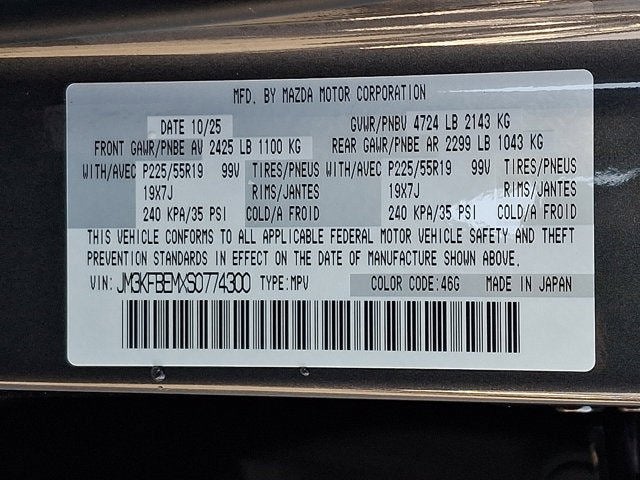 MFD. BY MAZDA MOTOR CORPORATION
DATE 10/25 GVWR/PNBV 4724 LB 2143 KG
FRONT GAWR/PNBE AV 2425 LB 1100 KG REAR GAWR/PNBE AR 2299 LB 1043 KG
WITH/AVEC P225/55R19 99V TIRES/PNEUS WITH/AVEC P225/55R19 99V TIRES/PNEUS
19X7J RIMS/JANTES 19X7J RIMS/JANTES
240 KPA/35 PSI COLD/A FROID 240 KPA/35 PSI COLD/A FROID
THIS VEHICLE CONFORMS TO ALL APPLICABLE FEDERAL MOTOR VEHICLE SAFETY AND THEFT
PREVENTION STANDARDS IN EFFECT ON THE DATE OF MANUFACTURE SHOWN ABOVE.
VIN: JM3KFBEMXS0774300 TYPE:MPV COLOR CODE:46G MADE IN JAPAN